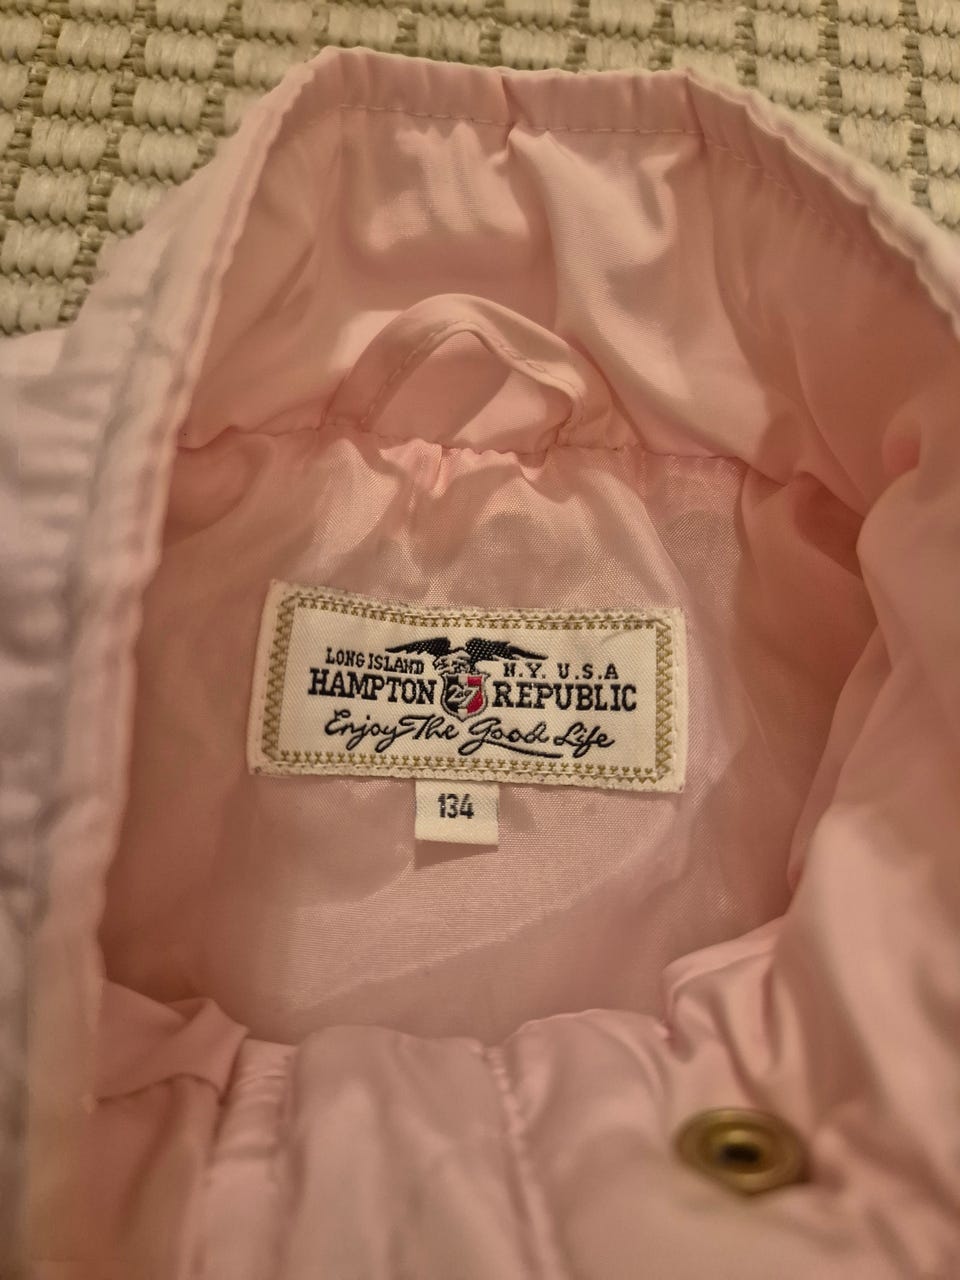 LONG ISLAND N.Y. U.S.A
HAMPTON 27 REPUBLIC
Enjoy The Good Life
134